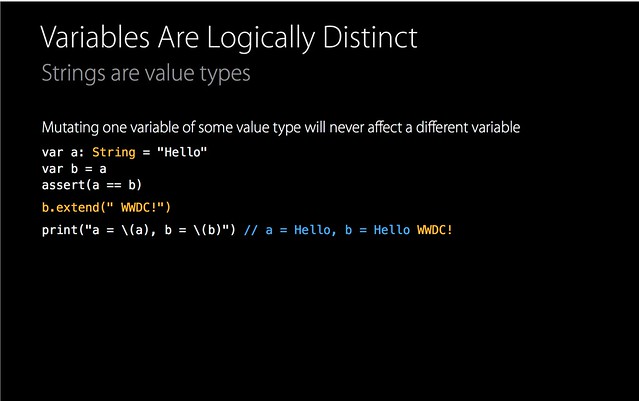 Variables Are Logically Distinct
Strings are value types
Mutating one variable of some value type will never affect a different variable
var a: String = "Hello"
var b = a
assert(a == b)
b.extend(" WWDC!")
print("a = \(a), b = \(b)") // a = Hello, b = Hello WWDC!